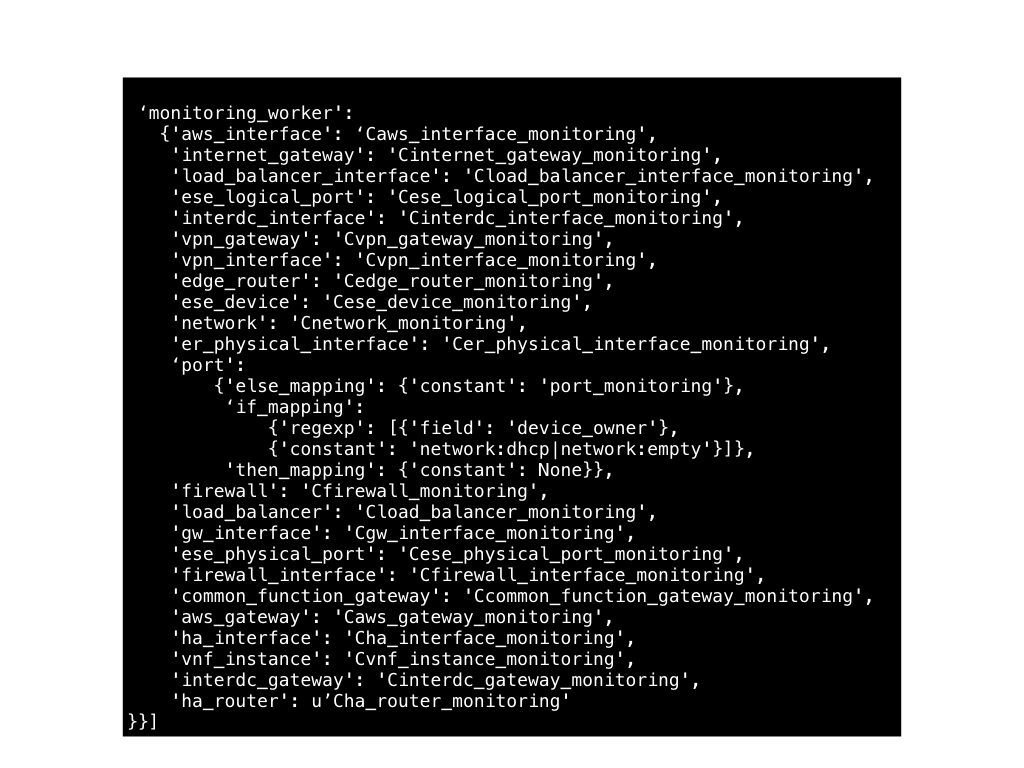 ‘monitoring_worker':
{'aws_interface': ‘Caws_interface_monitoring',
'internet_gateway': 'Cinternet_gateway_monitoring',
'load_balancer_interface': 'Cload_balancer_interface_monitoring',
'ese_logical_port': 'Cese_logical_port_monitoring',
'interdc_interface': 'Cinterdc_interface_monitoring',
'vpn_gateway': 'Cvpn_gateway_monitoring',
'vpn_interface': 'Cvpn_interface_monitoring',
'edge_router': 'Cedge_router_monitoring',
'ese_device': 'Cese_device_monitoring',
'network': 'Cnetwork_monitoring',
'er_physical_interface': 'Cer_physical_interface_monitoring',
‘port':
{'else_mapping': {'constant': 'port_monitoring'},
‘if_mapping':
{'regexp': [{'field': 'device_owner'},
{'constant': 'network:dhcp|network:empty'}]},
'then_mapping': {'constant': None}},
'firewall': 'Cfirewall_monitoring',
'load_balancer': 'Cload_balancer_monitoring',
'gw_interface': 'Cgw_interface_monitoring',
'ese_physical_port': 'Cese_physical_port_monitoring',
'firewall_interface': 'Cfirewall_interface_monitoring',
'common_function_gateway': 'Ccommon_function_gateway_monitoring',
'aws_gateway': 'Caws_gateway_monitoring',
'ha_interface': 'Cha_interface_monitoring',
'vnf_instance': 'Cvnf_instance_monitoring',
'interdc_gateway': 'Cinterdc_gateway_monitoring',
'ha_router': u’Cha_router_monitoring'
}}]